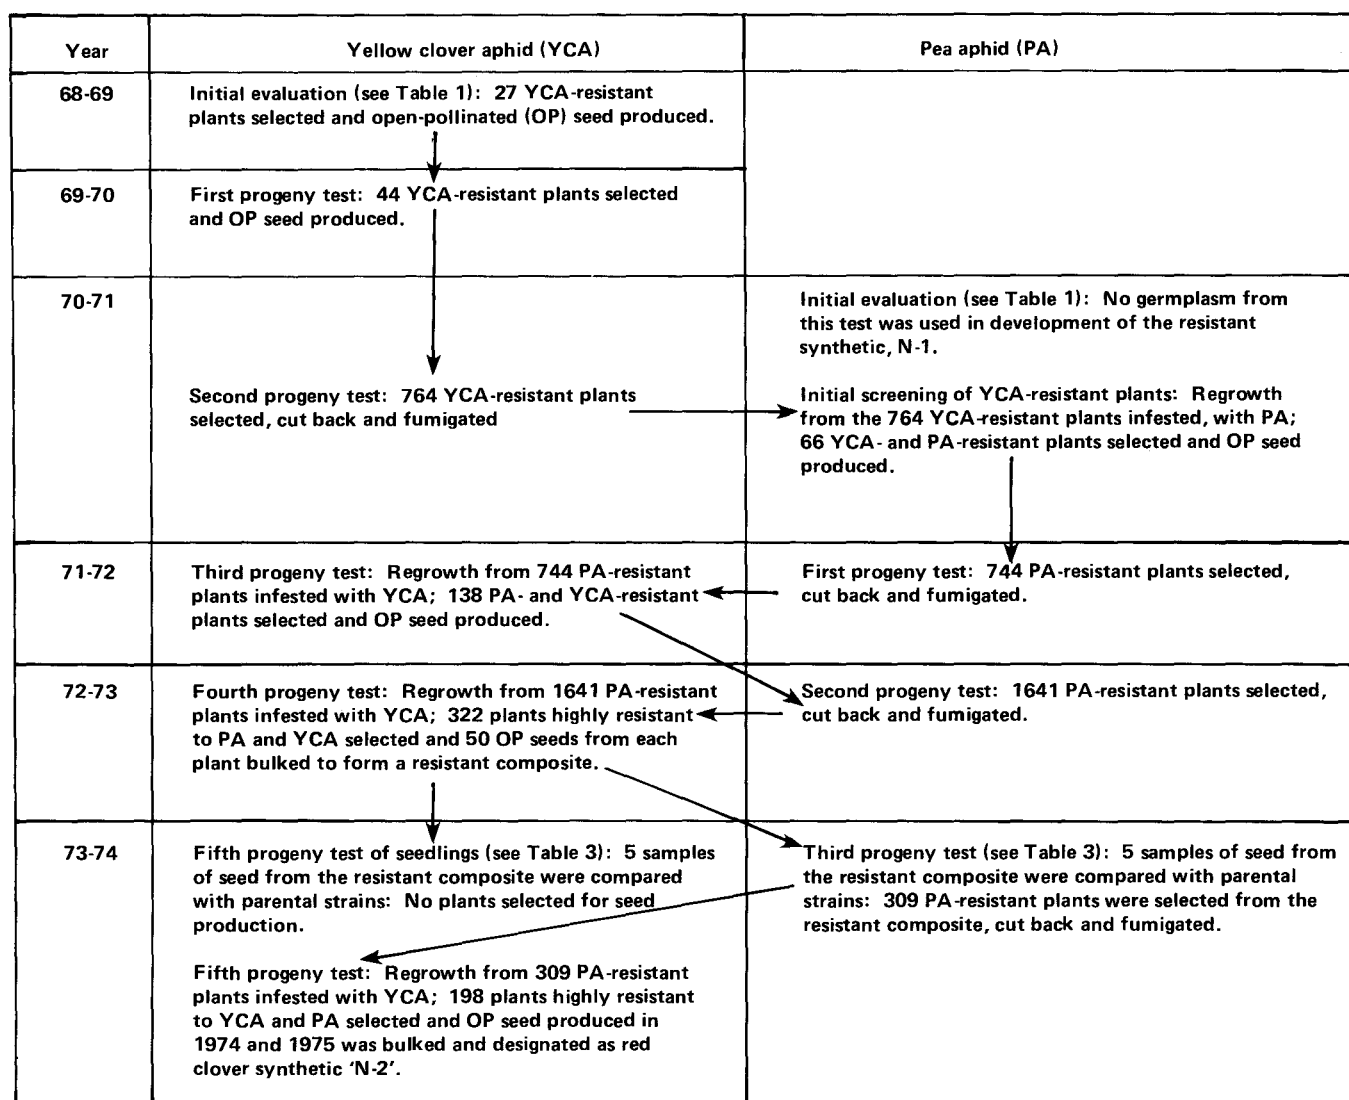 Year
Yellow clover aphid (YCA)
Pea aphid (PA)
68-69
Initial evaluation (see Table 1): 27 YCA-resistant
plants selected and open-pollinated (OP) seed produced.
69-70
First progeny test: 44 YCA-resistant plants selected
and OP seed produced.
70-71
Initial evaluation (see Table 1): No germplasm from
this test was used in development of the resistant
synthetic, N-1.
Second progeny test: 764 YCA-resistant plants
selected, cut back and fumigated
Initial screening of YCA-resistant plants: Regrowth
from the 764 YCA-resistant plants infested, with PA;
66 YCA- and PA-resistant plants selected and OP seed
produced.
71-72
Third progeny test: Regrowth from 744 PA-resistant
plants infested with YCA; 138 PA- and YCA-resistant
plants selected and OP seed produced.
First progeny test: 744 PA-resistant plants selected,
cut back and fumigated.
72-73
Fourth progeny test: Regrowth from 1641 PA-resistant
plants infested with YCA; 322 plants highly resistant
to PA and YCA selected and 50 OP seeds from each
plant bulked to form a resistant composite.
Second progeny test: 1641 PA-resistant plants selected,
cut back and fumigated.
73-74
Fifth progeny test of seedlings (see Table 3): 5 samples
of seed from the resistant composite were compared
with parental strains: No plants selected for seed
production.
Fifth progeny test: Regrowth from 309 PA-resistant
plants infested with YCA; 198 plants highly resistant
to YCA and PA selected and OP seed produced in
1974 and 1975 was bulked and designated as red
clover synthetic 'N-2'.
Third progeny test (see Table 3): 5 samples of seed from
the resistant composite were compared with parental
strains: 309 PA-resistant plants were selected from the
resistant composite, cut back and fumigated.